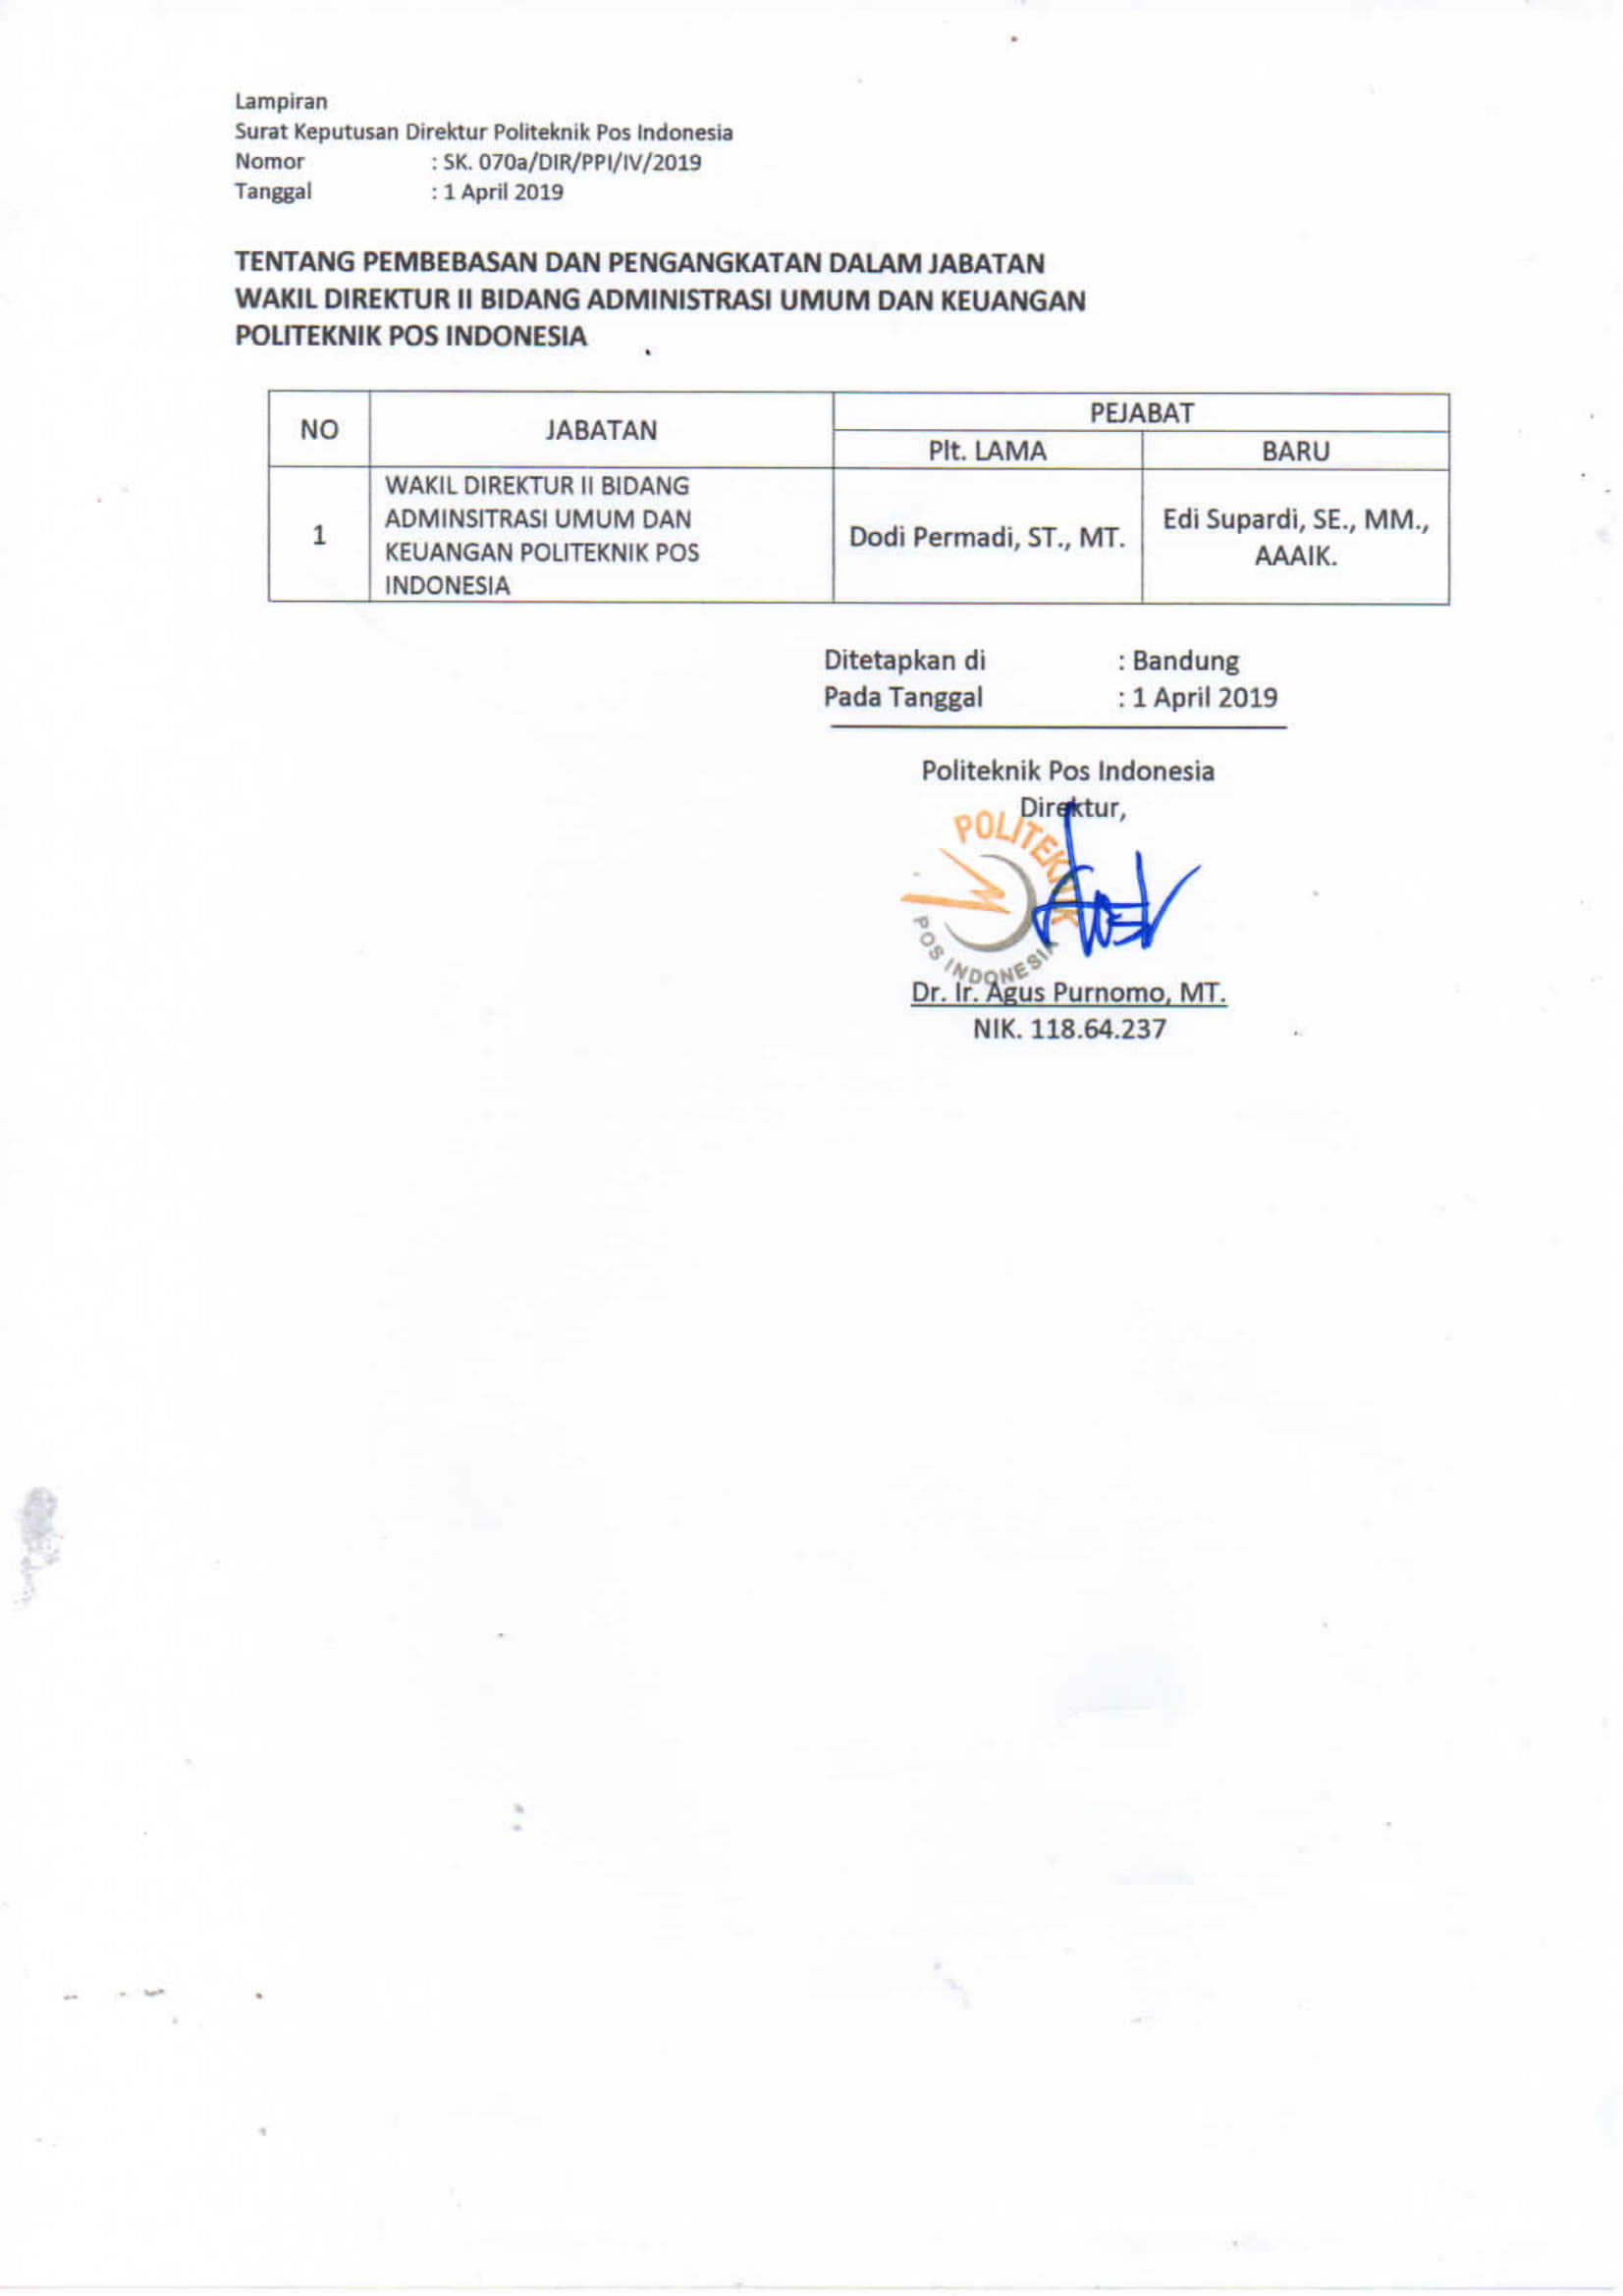 Lampiran
Surat Keputusan Direktur Politeknik Pos Indonesia
Nomor : SK. 070a/DIR/PPI/IV/2019
Tanggal : 1 April 2019
TENTANG PEMBEBASAN DAN PENGANGKATAN DALAM JABATAN
WAKIL DIREKTUR II BIDANG ADMINISTRASI UMUM DAN KEUANGAN
POLITEKNIK POS INDONESIA
NO JABATAN PEJABAT
Plt. LAMA BARU
1
WAKIL DIREKTUR II BIDANG
ADMINSITRASI UMUM DAN
KEUANGAN POLITEKNIK POS
INDONESIA
Dodi Permadi, ST., MT.
Edi Supardi, SE., MM.,
AAAIK.
Ditetapkan di : Bandung
Pada Tanggal : 1 April 2019
Politeknik Pos Indonesia
Direktur,
POLITEKNIK
POS INDONESIA
Dr. Ir. Agus Purnomo, MT.
NIK. 118.64.237